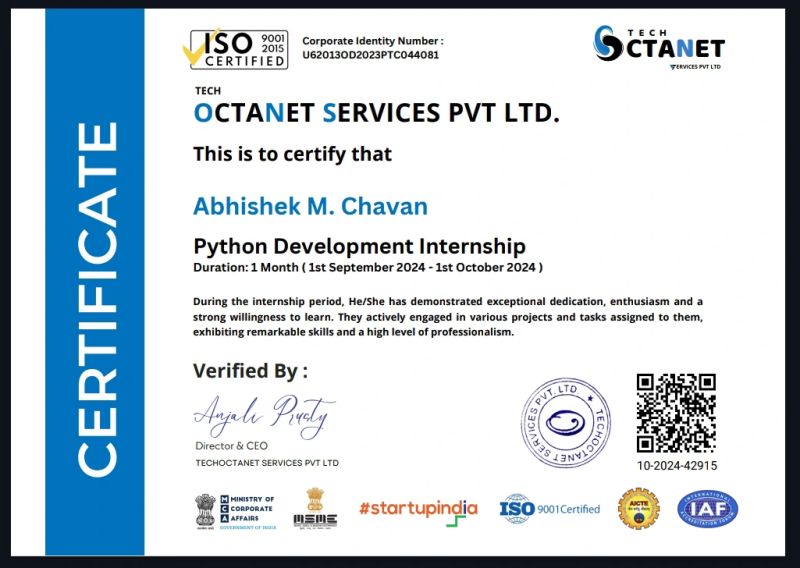 ISO 9001 2015
CERTIFIED
Corporate Identity Number :
U62013OD2023PTC044081
TECH
OCTANET
SERVICES PVT LTD
TECH
OCTANET SERVICES PVT LTD.
This is to certify that
CERTIFICATE
Abhishek M. Chavan
Python Development Internship
Duration: 1 Month ( 1st September 2024 - 1st October 2024 )
During the internship period, He/She has demonstrated exceptional dedication, enthusiasm and a
strong willingness to learn. They actively engaged in various projects and tasks assigned to them,
exhibiting remarkable skills and a high level of professionalism.
Verified By :
Anjali Prusty
Director & CEO
TECHOCTANET SERVICES PVT LTD
TECHOCTANET SERVICES PVT. LTD.
10-2024-42915
MCA
MINISTRY OF
CORPORATE
AFFAIRS
GOVERNMENT OF INDIA
MSME
#startupindia
ISO 9001Certified
AICTE
INTERNATIONAL
IAF
ACCREDITATION FORUM